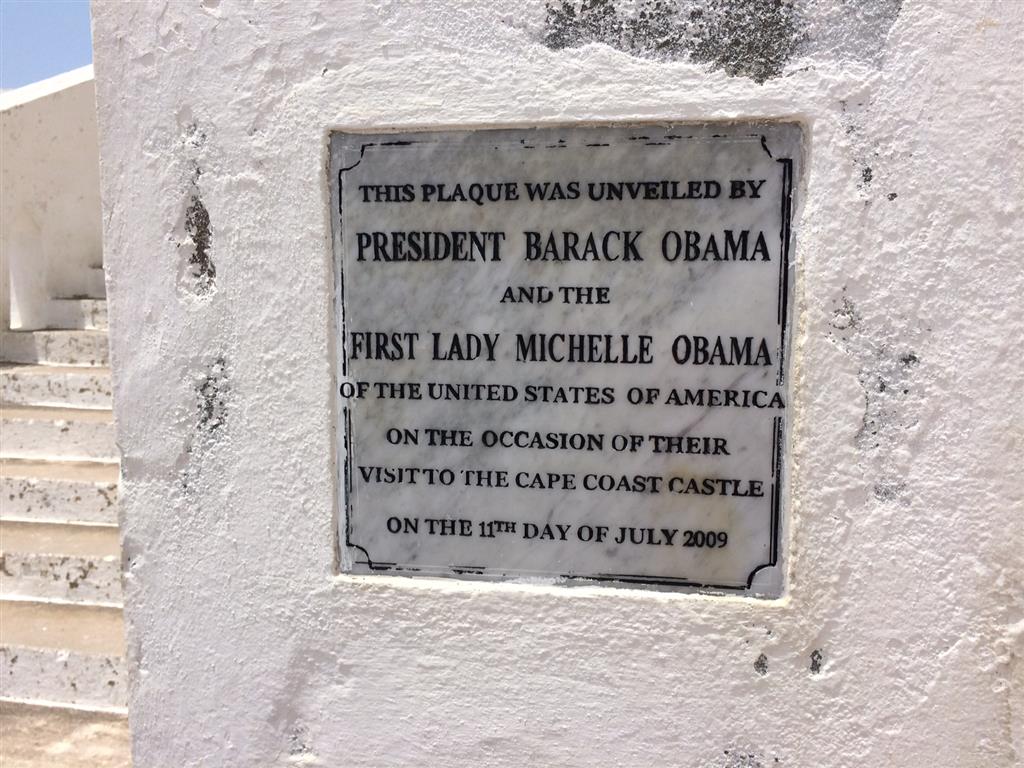 THIS PLAQUE WAS UNVEILED BY
PRESIDENT BARACK OBAMA
AND THE
FIRST LADY MICHELLE OBAMA
OF THE UNITED STATES OF AMERICA
ON THE OCCASION OF THEIR
VISIT TO THE CAPE COAST CASTLE
ON THE 11TH DAY OF JULY 2009